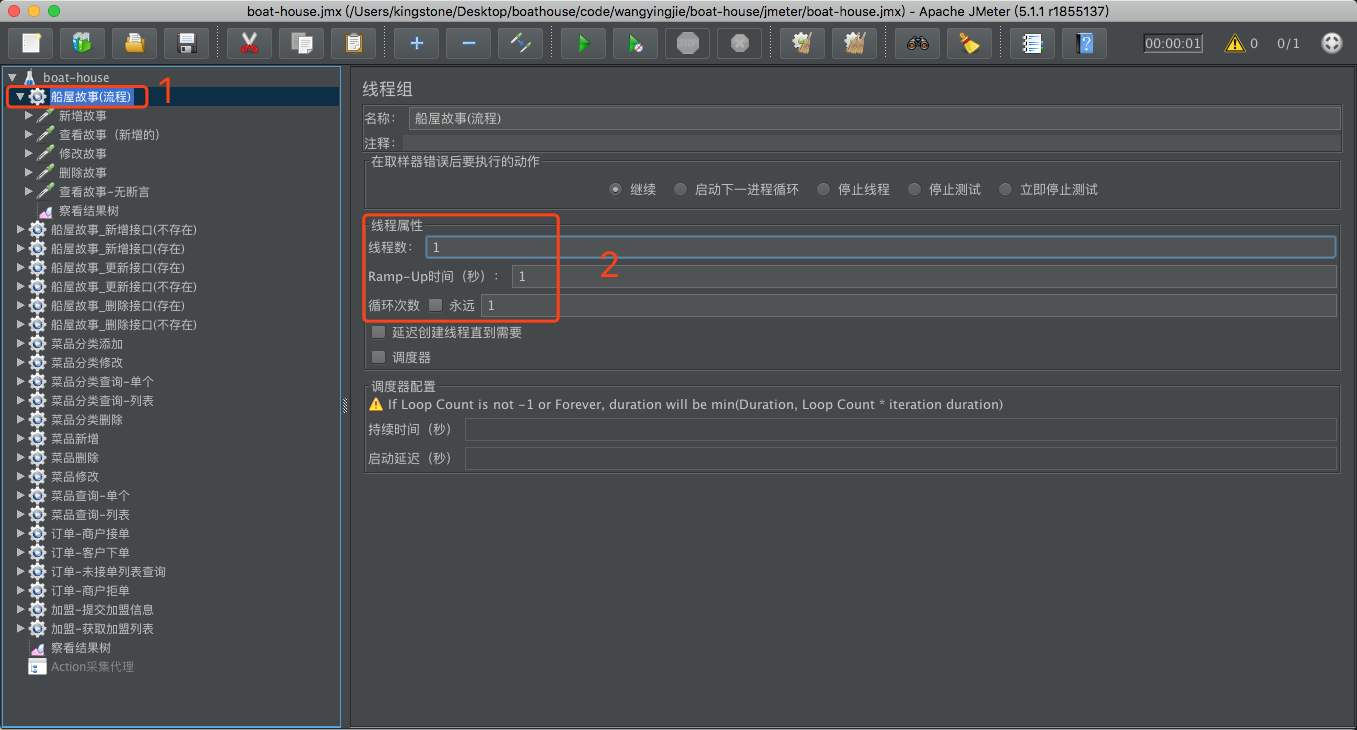 boat-house.jmx (/Users/kingstone/Desktop/boathouse/code/wangyingjie/boat-house/jmeter/boat-house.jmx) - Apache JMeter (5.1.1 r1855137)
STOP
00:00:01 0 0/1
boat-house
船屋故事(流程)
1
新增故事
查看故事（新增的）
修改故事
删除故事
查看故事-无断言
察看结果树
船屋故事_新增接口(不存在)
船屋故事_新增接口(存在)
船屋故事_更新接口(存在)
船屋故事_更新接口(不存在)
船屋故事_删除接口(存在)
船屋故事_删除接口(不存在)
菜品分类添加
菜品分类修改
菜品分类查询-单个
菜品分类查询-列表
菜品分类删除
菜品新增
菜品删除
菜品修改
菜品查询-单个
菜品查询-列表
订单-商户接单
订单-客户下单
订单-未接单列表查询
订单-商户拒单
加盟-提交加盟信息
加盟-获取加盟列表
察看结果树
Action采集代理
线程组
名称： 船屋故事(流程)
注释：
在取样器错误后要执行的动作
继续 启动下一进程循环 停止线程 停止测试 立即停止测试
线程属性
线程数： 1
2
Ramp-Up时间（秒）： 1
循环次数 永远 1
延迟创建线程直到需要
调度器
调度器配置
If Loop Count is not -1 or Forever, duration will be min(Duration, Loop Count * iteration duration)
持续时间（秒）
启动延迟（秒）